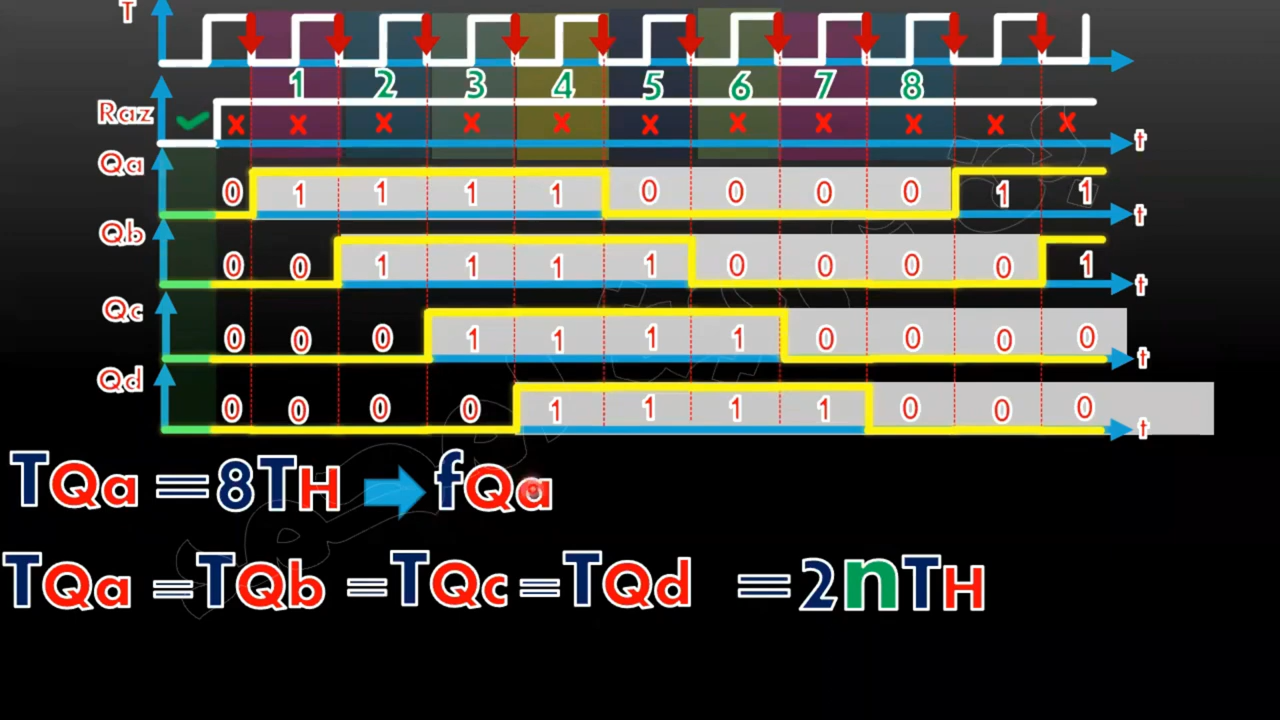 T
1 2 3 4 5 6 7 8
Raz ✓ x x x x x x x x x x t
Qa 0 1 1 1 1 0 0 0 0 1 1 t
Qb 0 0 1 1 1 1 0 0 0 0 1 t
Qc 0 0 0 1 1 1 1 0 0 0 0 t
Qd 0 0 0 0 1 1 1 1 0 0 0 t
TQa = 8TH ➡ fQa
TQa = TQb = TQc = TQd = 2nTH